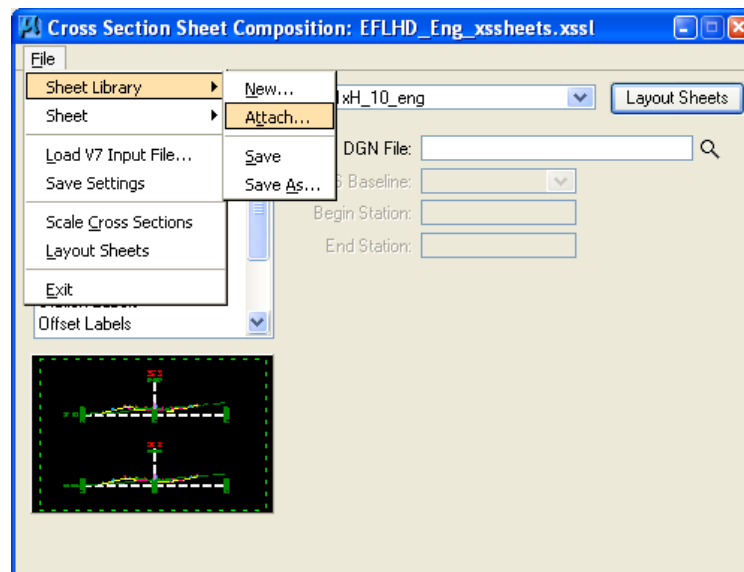 Cross Section Sheet Composition: EFLHD_Eng_xssheets.xssl
File
Sheet Library
Sheet
Load V7 Input File...
Save Settings
Scale Cross Sections
Layout Sheets
Exit
New...
Attach...
Save
Save As...
1xH_10_eng
Layout Sheets
DGN File:
Baseline:
Begin Station:
End Station:
Offset Labels